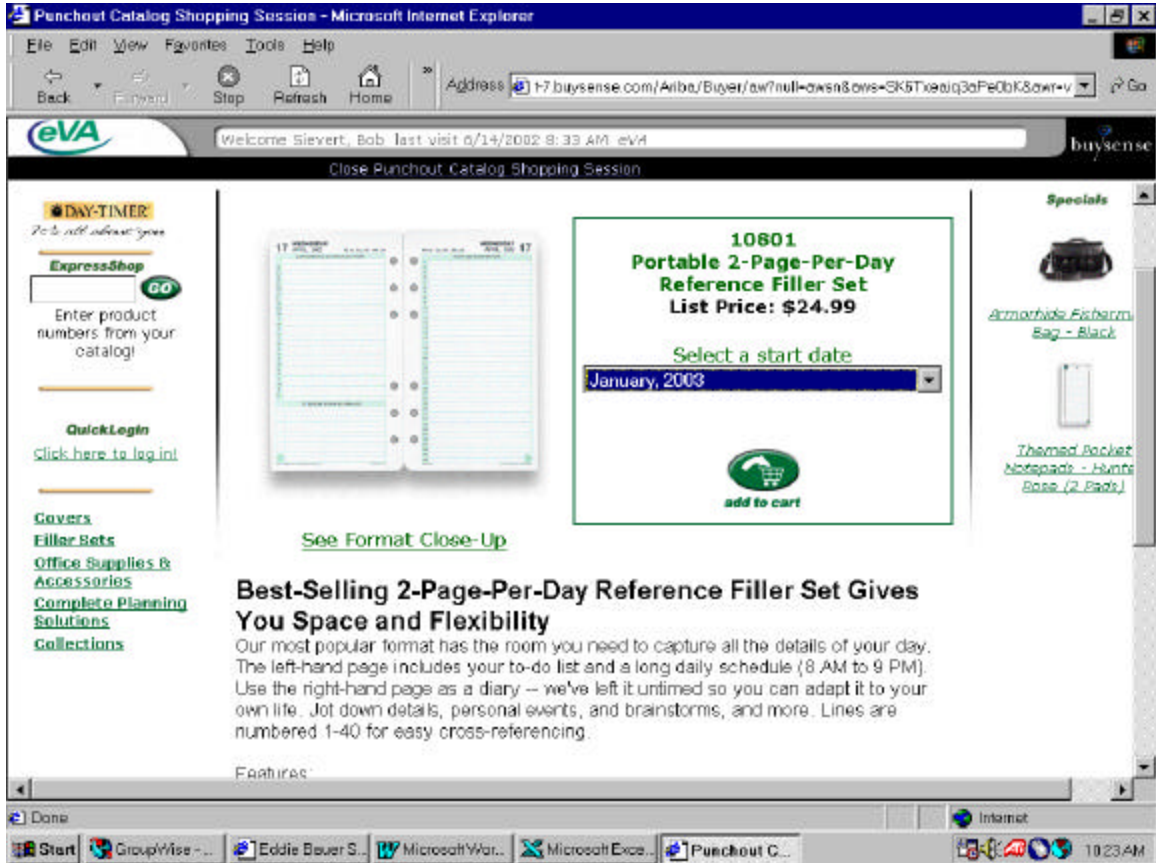 Punchout Catalog Shopping Session - Microsoft Internet Explorer
File Edit View Favorites Tools Help
Back Forward Stop Refresh Home » Address Go
eVA
Welcome Sievert, Bob last visit 6/14/2002 8:33 AM eVA
buysense
Close Punchout Catalog Shopping Session
DAY-TIMER
It's all about you
ExpressShop
GO
Enter product
numbers from your
catalog!
QuickLogin
Click here to log in!
Covers
Filler Sets
Office Supplies &
Accessories
Complete Planning
Solutions
Collections
17 WEDNESDAY
17
See Format Close-Up
10801
Portable 2-Page-Per-Day
Reference Filler Set
List Price: $24.99
Select a start date
January, 2003
add to cart
Specials
Armorhide Fisherm
Bag - Black
Themed Pocket
Notepads - Hunte
Rose (2 Pads)
Best-Selling 2-Page-Per-Day Reference Filler Set Gives
You Space and Flexibility
Our most popular format has the room you need to capture all the details of your day.
The left-hand page includes your to-do list and a long daily schedule (8 AM to 9 PM).
Use the right-hand page as a diary -- we've left it untimed so you can adapt it to your
own life. Jot down details, personal events, and brainstorms, and more. Lines are
numbered 1-40 for easy cross-referencing.
Features:
Done
Internet
Start GroupWise - ... Eddie Bauer S... Microsoft Wor... Microsoft Exce... Punchout C... 10:23 AM